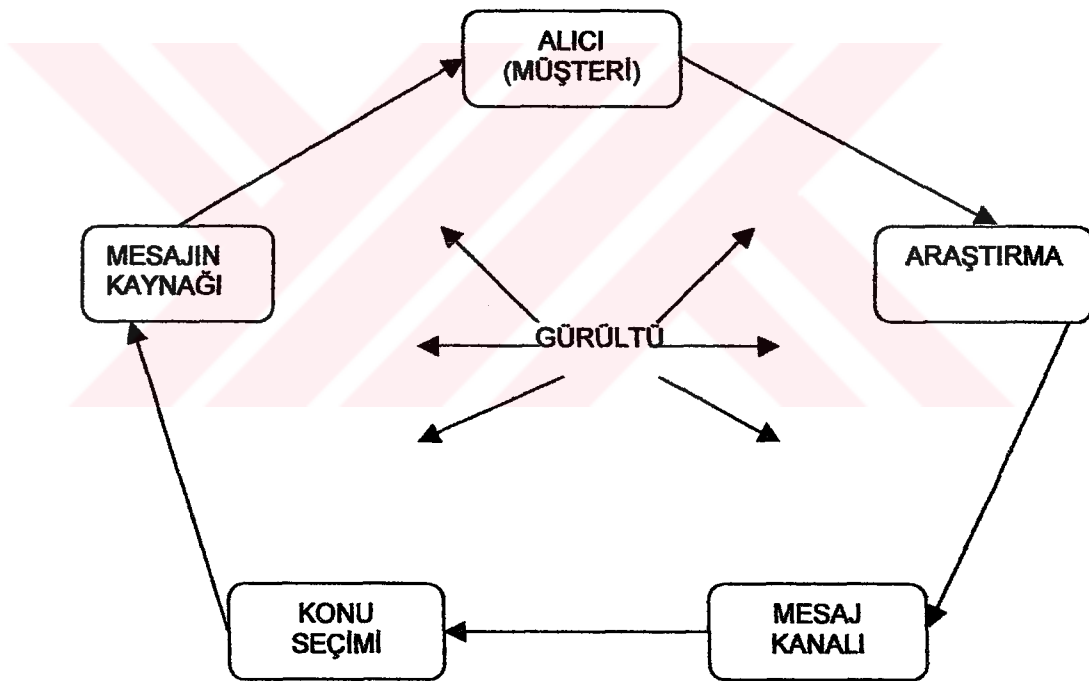 ALICI
(MÜŞTERİ)
MESAJIN
KAYNAĞI
ARAŞTIRMA
GÜRÜLTÜ
KONU
SEÇİMİ
MESAJ
KANALI